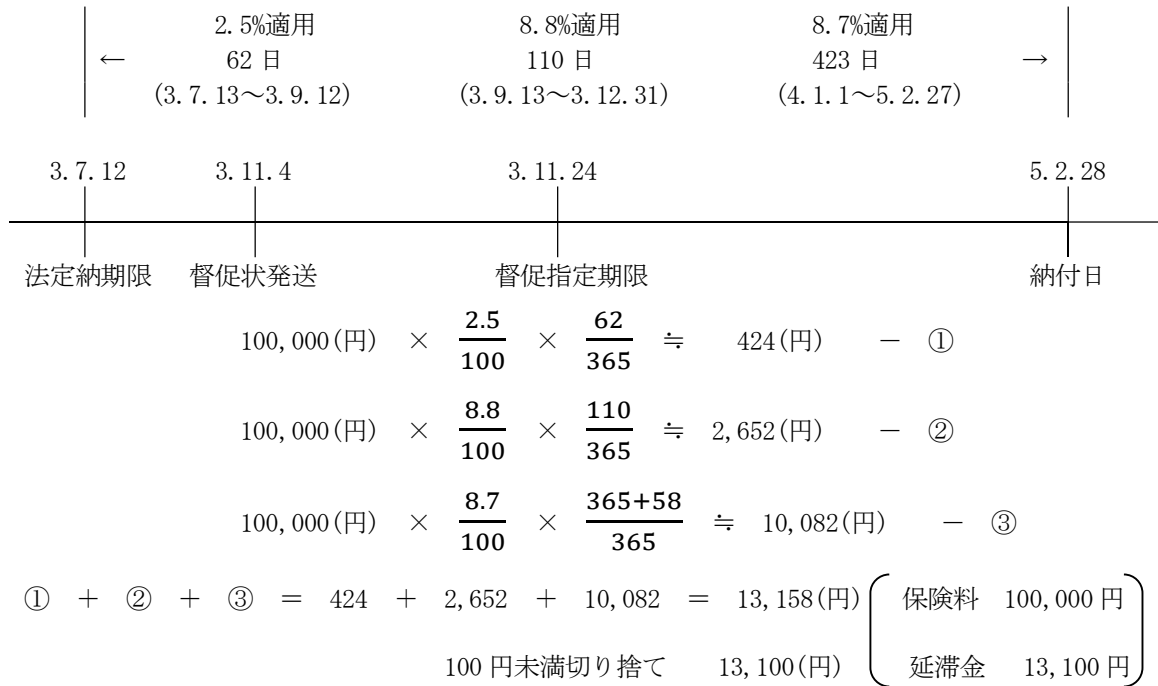 2.5%適用 8.8%適用 8.7%適用
← 62 日 110 日 423 日 →
(3.7.13～3.9.12) (3.9.13～3.12.31) (4.1.1～5.2.27)
3.7.12 3.11.4 3.11.24 5.2.28
法定納期限 督促状発送 督促指定期限 納付日
100,000(円) × 2.5/100 × 62/365 ≒ 424(円) － ①
100,000(円) × 8.8/100 × 110/365 ≒ 2,652(円) － ②
100,000(円) × 8.7/100 × 365+58/365 ≒ 10,082(円) － ③
① + ② + ③ = 424 + 2,652 + 10,082 = 13,158(円) 保険料 100,000 円
100 円未満切り捨て 13,100(円) 延滞金 13,100 円